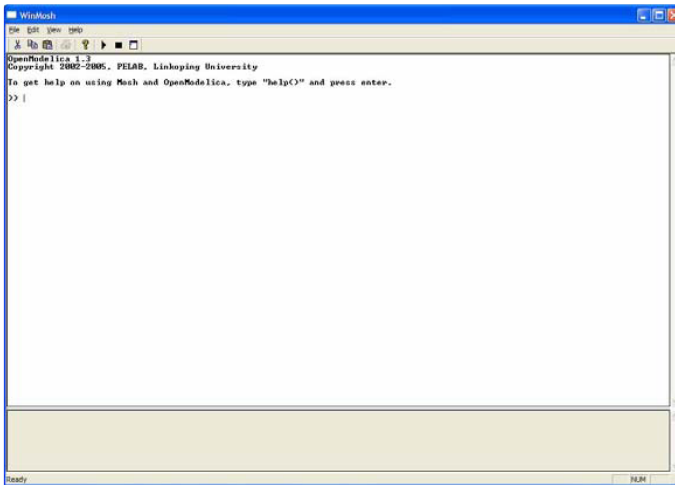 WinMosh
File Edit View Help
OpenModelica 1.3
Copyright 2002-2005, PELAB, Linkoping University
To get help on using Mosh and OpenModelica, type "help()" and press enter.
>>
Ready NUM